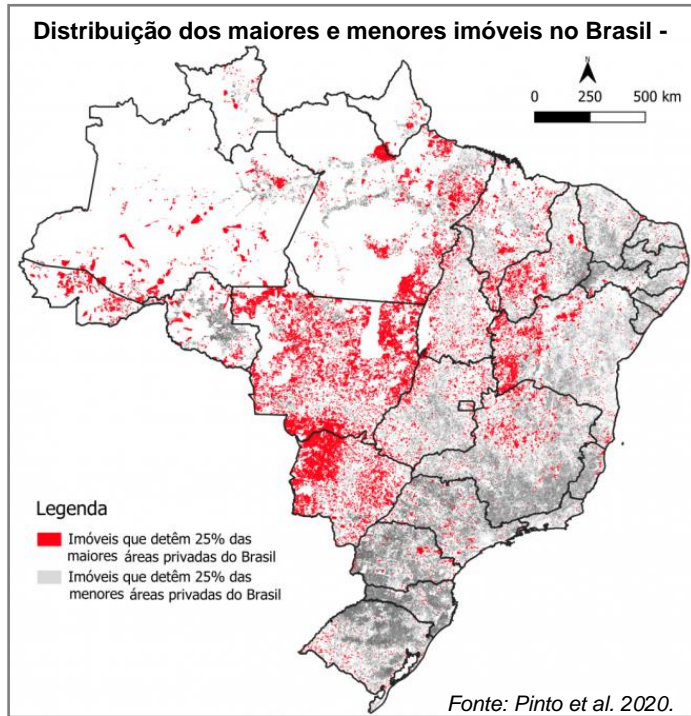 Distribuição dos maiores e menores imóveis no Brasil -
N
0 250 500 km
Legenda
Imóveis que detêm 25% das
maiores áreas privadas do Brasil
Imóveis que detêm 25% das
menores áreas privadas do Brasil
Fonte: Pinto et al. 2020.